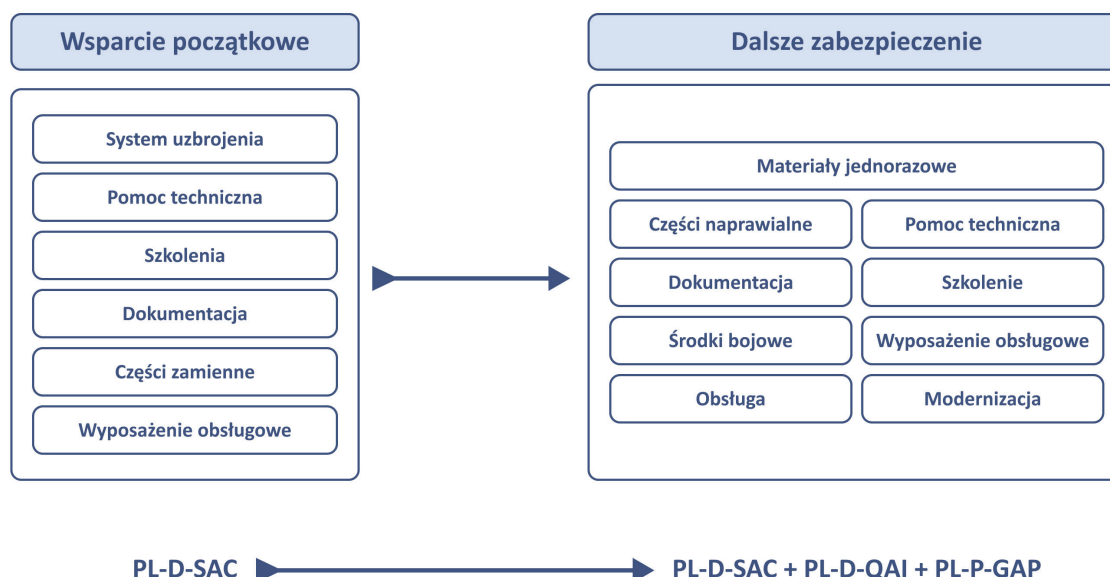 Wsparcie początkowe
System uzbrojenia
Pomoc techniczna
Szkolenia
Dokumentacja
Części zamienne
Wyposażenie obsługowe
Dalsze zabezpieczenie
Materiały jednorazowe
Części naprawialne
Pomoc techniczna
Dokumentacja
Szkolenie
Środki bojowe
Wyposażenie obsługowe
Obsługa
Modernizacja
PL-D-SAC
PL-D-SAC + PL-D-QAI + PL-P-GAP